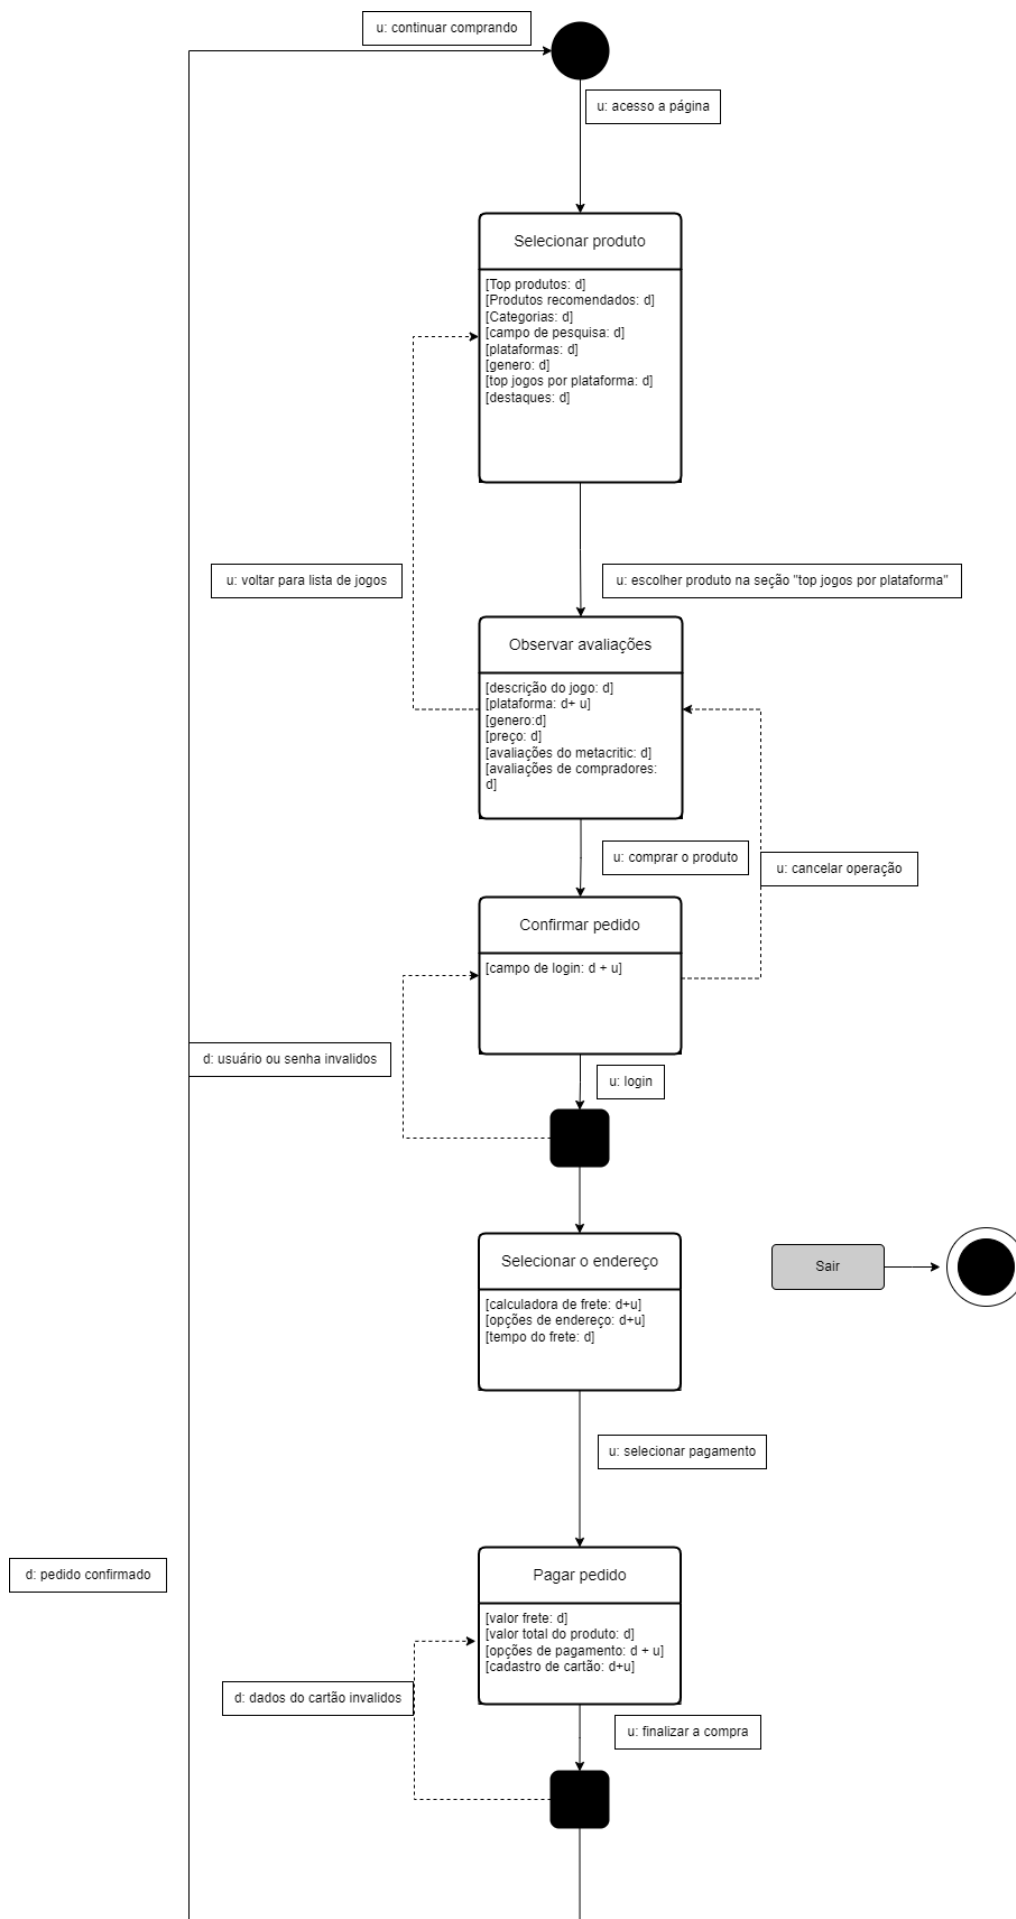 u: continuar comprando
u: acesso a página
Selecionar produto
[Top produtos: d]
[Produtos recomendados: d]
[Categorias: d]
[campo de pesquisa: d]
[plataformas: d]
[genero: d]
[top jogos por plataforma: d]
[destaques: d]
u: voltar para lista de jogos
u: escolher produto na seção "top jogos por plataforma"
Observar avaliações
[descrição do jogo: d]
[plataforma: d+ u]
[genero:d]
[preço: d]
[avaliações do metacritic: d]
[avaliações de compradores:
d]
u: comprar o produto
u: cancelar operação
Confirmar pedido
[campo de login: d + u]
d: usuário ou senha invalidos
u: login
Selecionar o endereço
[calculadora de frete: d+u]
[opções de endereço: d+u]
[tempo do frete: d]
Sair
u: selecionar pagamento
d: pedido confirmado
Pagar pedido
[valor frete: d]
[valor total do produto: d]
[opções de pagamento: d + u]
[cadastro de cartão: d+u]
d: dados do cartão invalidos
u: finalizar a compra